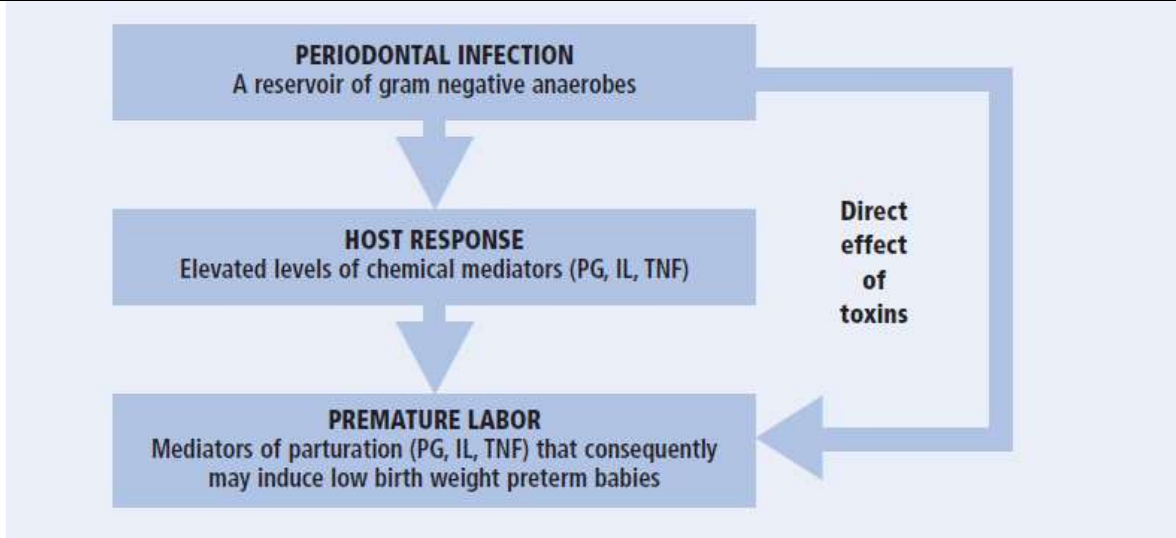 PERIODONTAL INFECTION
A reservoir of gram negative anaerobes
HOST RESPONSE
Elevated levels of chemical mediators (PG, IL, TNF)
Direct
effect
of
toxins
PREMATURE LABOR
Mediators of parturation (PG, IL, TNF) that consequently
may induce low birth weight preterm babies